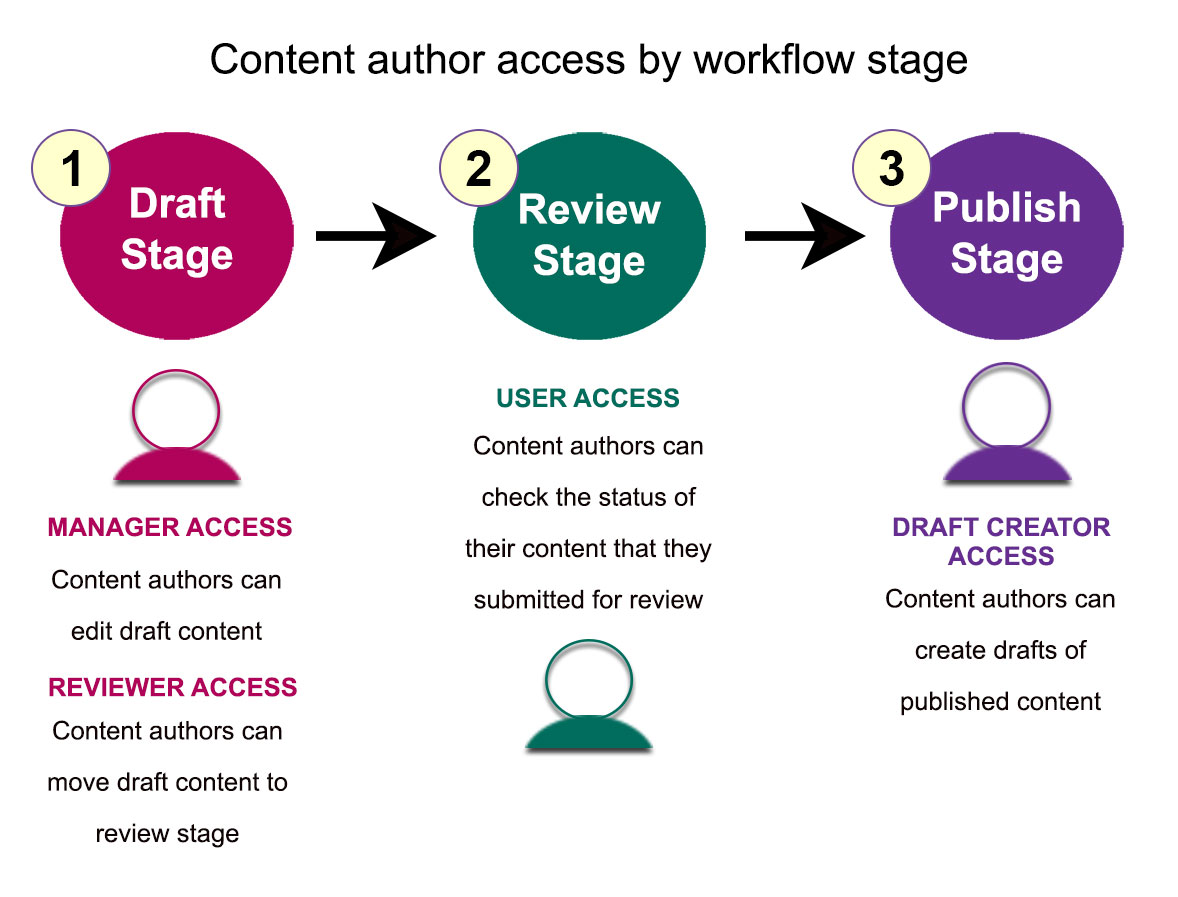 Content author access by workflow stage
1
Draft
Stage
2
Review
Stage
3
Publish
Stage
MANAGER ACCESS
Content authors can
edit draft content
REVIEWER ACCESS
Content authors can
move draft content to
review stage
USER ACCESS
Content authors can
check the status of
their content that they
submitted for review
DRAFT CREATOR
ACCESS
Content authors can
create drafts of
published content